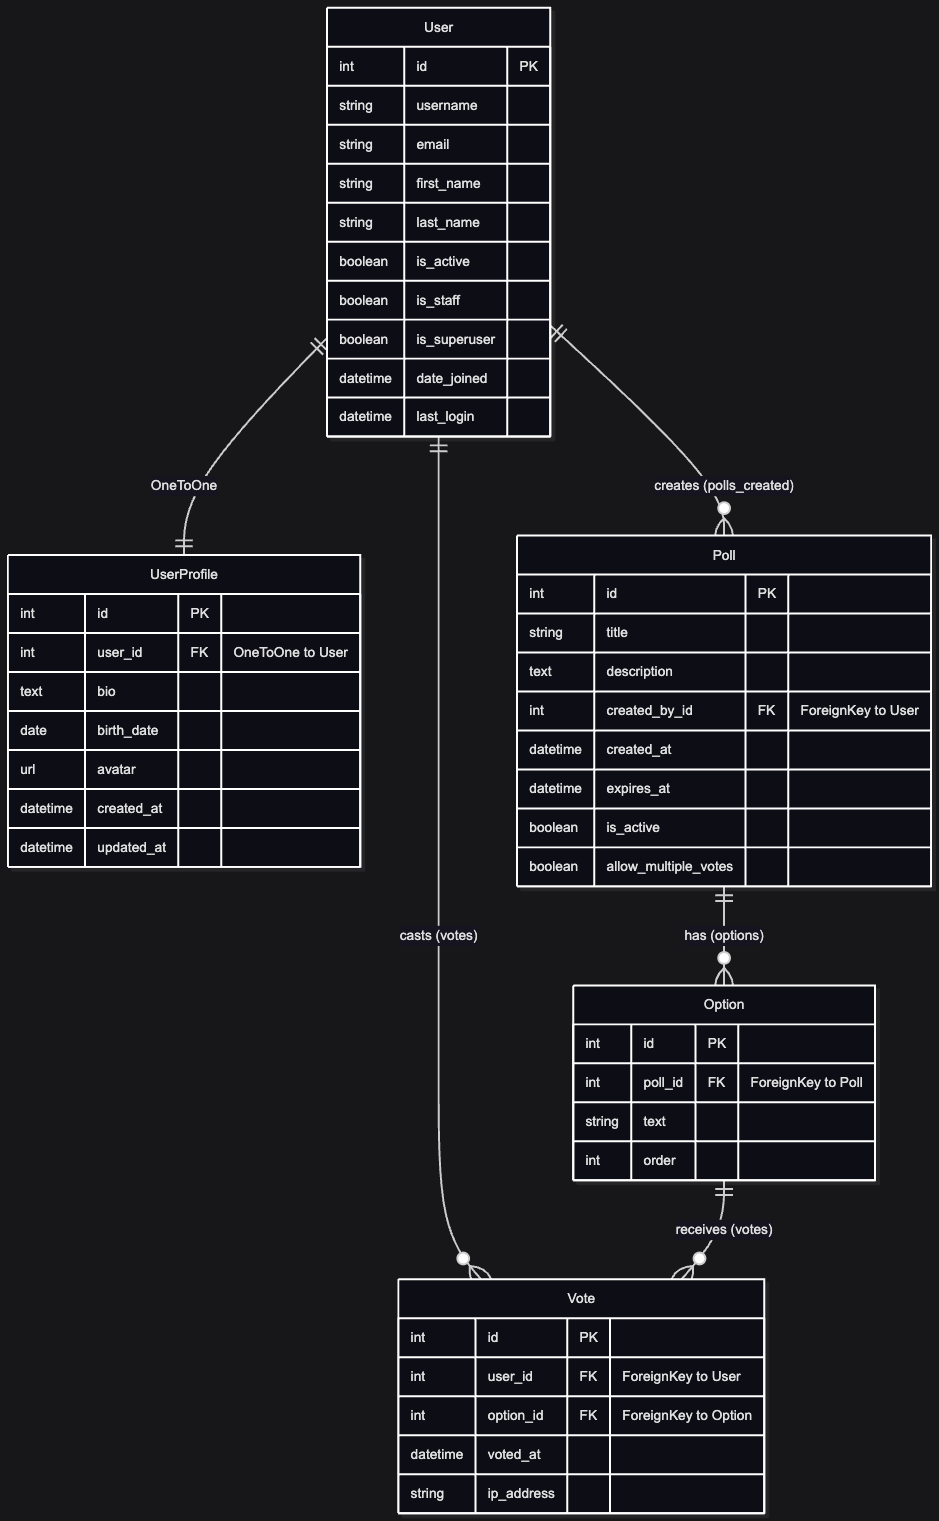 User
int id PK
string username
string email
string first_name
string last_name
boolean is_active
boolean is_staff
boolean is_superuser
datetime date_joined
datetime last_login
OneToOne
creates (polls_created)
UserProfile
int id PK
int user_id FK OneToOne to User
text bio
date birth_date
url avatar
datetime created_at
datetime updated_at
Poll
int id PK
string title
text description
int created_by_id FK ForeignKey to User
datetime created_at
datetime expires_at
boolean is_active
boolean allow_multiple_votes
casts (votes)
has (options)
Option
int id PK
int poll_id FK ForeignKey to Poll
string text
int order
receives (votes)
Vote
int id PK
int user_id FK ForeignKey to User
int option_id FK ForeignKey to Option
datetime voted_at
string ip_address